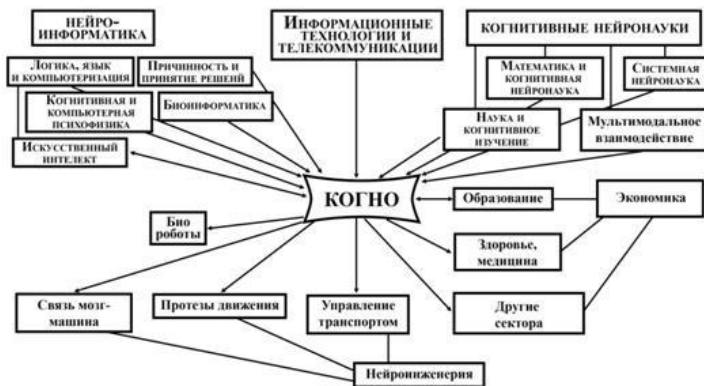 НЕЙРО-
ИНФОРМАТИКА
ИНФОРМАЦИОННЫЕ
ТЕХНОЛОГИИ И
ТЕЛЕКОММУНИКАЦИИ
КОГНИТИВНЫЕ НЕЙРОНАУКИ
ЛОГИКА, ЯЗЫК
И КОМПЬЮТЕРИЗАЦИЯ
ПРИЧИННОСТЬ И
ПРИНЯТИЕ РЕШЕНЙ
МАТЕМАТИКА И
КОГНИТИВНАЯ
НЕЙРОНАУКА
СИСТЕМНАЯ
НЕЙРОНАУКА
КОГНИТИВНАЯ И
КОМПЬЮТЕРНАЯ
ПСИХОФИЗИКА
БИОИНФОРМАТИКА
НАУКА И
КОГНИТИВНОЕ
ИЗУЧЕНИЕ
Мультимодальное
взаимодействие
ИСКУССТВЕННЫЙ
ИНТЕЛЕКТ
КОГНО
Образование
Экономика
Био
роботы
Здоровье,
медицина
Связь мозг-
машина
Протезы движения
Управление
транспортом
Другие
сектора
Нейроинженерия